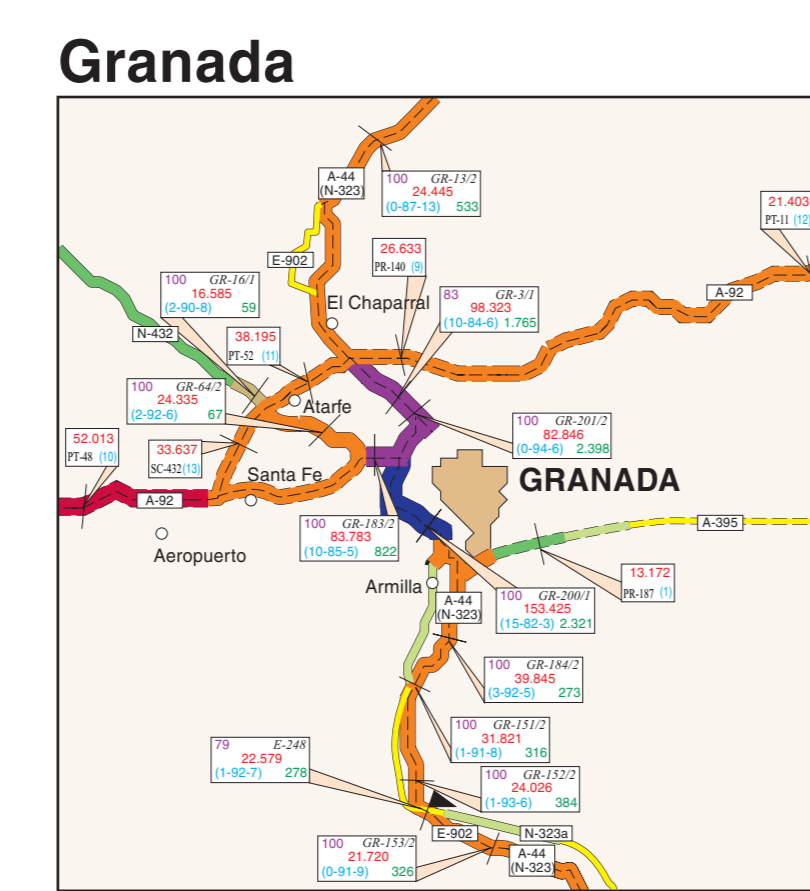 Granada
A-44
(N-323)
100 GR-13/2
24.445
(0-87-13) 533
21.403
PT-11 (12)
26.633
PR-140 (9)
E-902
100 GR-16/1
16.585
(2-90-8) 59
El Chaparral
83 GR-3/1
98.323
(10-84-6) 1.765
A-92
N-432
38.195
PT-52 (11)
100 GR-64/2
24.335
(2-92-6) 67
Atarfe
100 GR-201/2
82.846
(0-94-6) 2.398
52.013
PT-48 (10)
33.637
SC-432 (13)
Santa Fe
GRANADA
A-92
100 GR-183/2
83.783
(10-85-5) 822
A-395
Aeropuerto
Armilla
13.172
PR-187 (1)
A-44
(N-323)
100 GR-200/1
153.425
(15-82-3) 2.321
100 GR-184/2
39.845
(3-92-5) 273
100 GR-151/2
31.821
(1-91-8) 316
79 E-248
22.579
(1-92-7) 278
100 GR-152/2
24.026
(1-93-6) 384
E-902
N-323a
100 GR-153/2
21.720
(0-91-9) 326
A-44
(N-323)